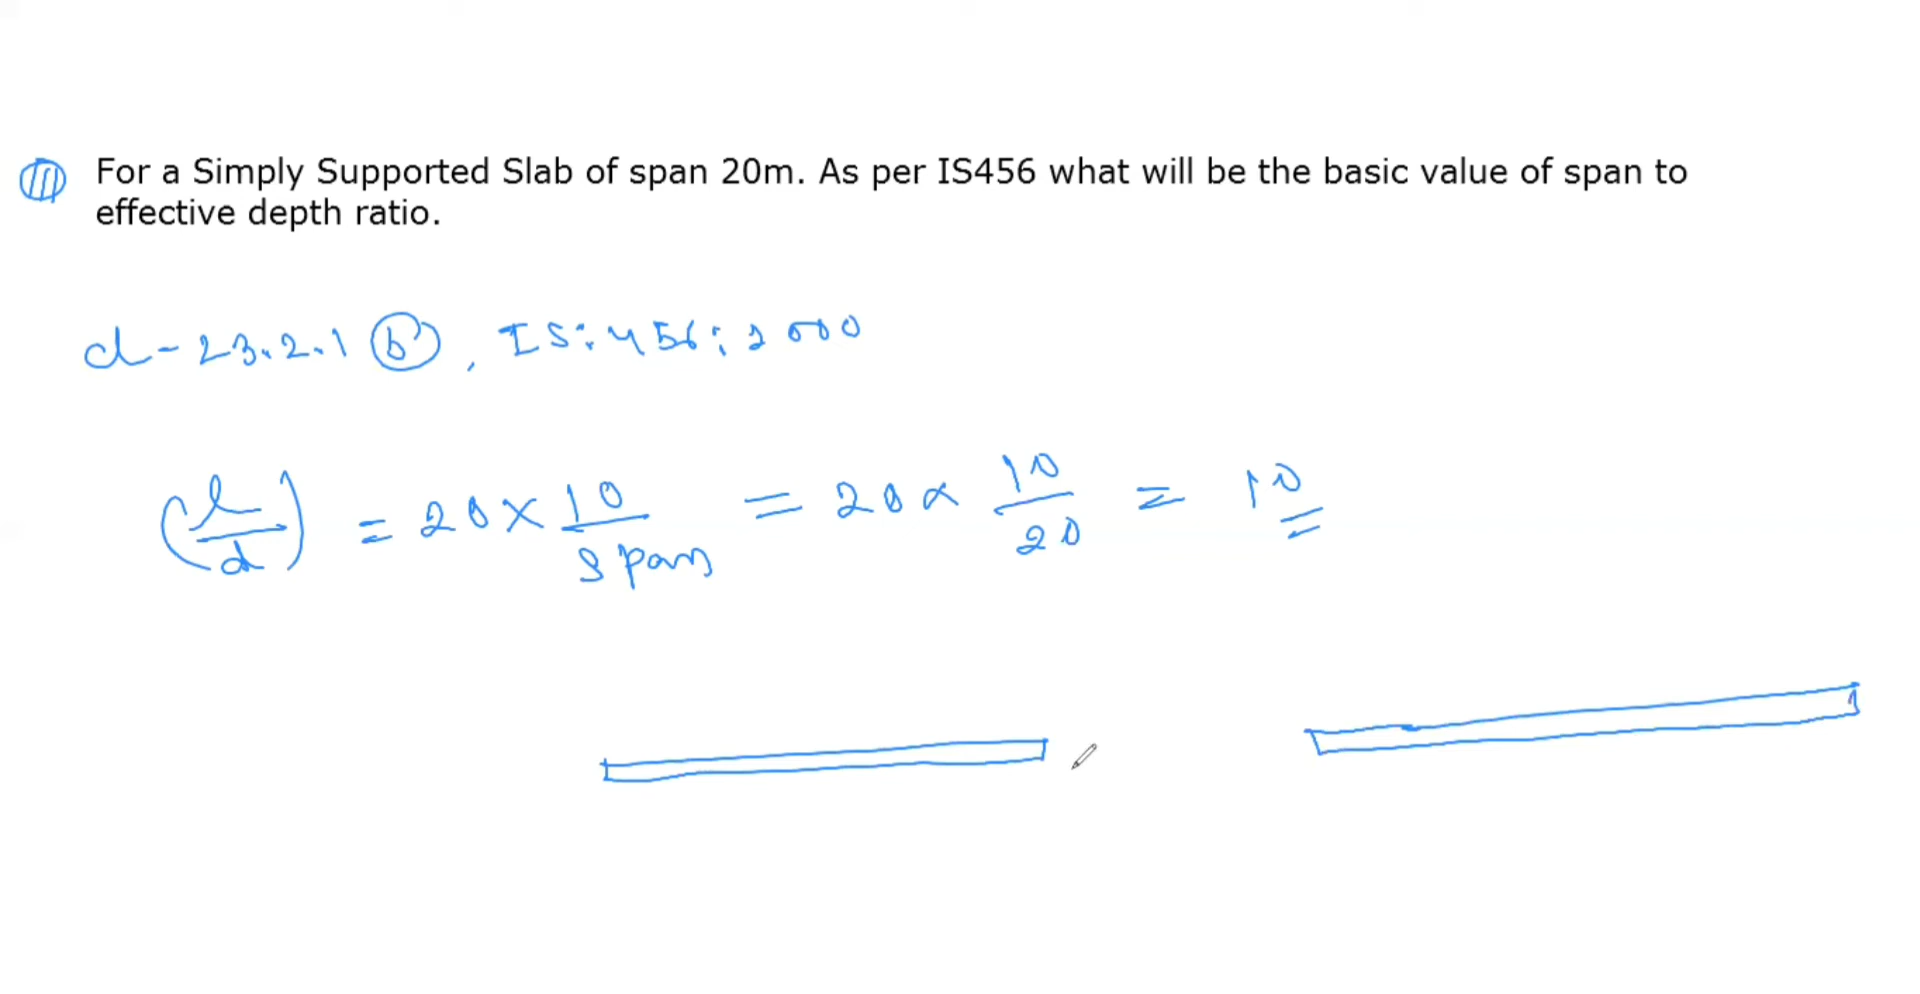 (III) For a Simply Supported Slab of span 20m. As per IS456 what will be the basic value of span to
effective depth ratio.
cl - 23.2.1 (b), IS:456:2000
(l/d) = 20 × 10/span = 20 × 10/20 = 10